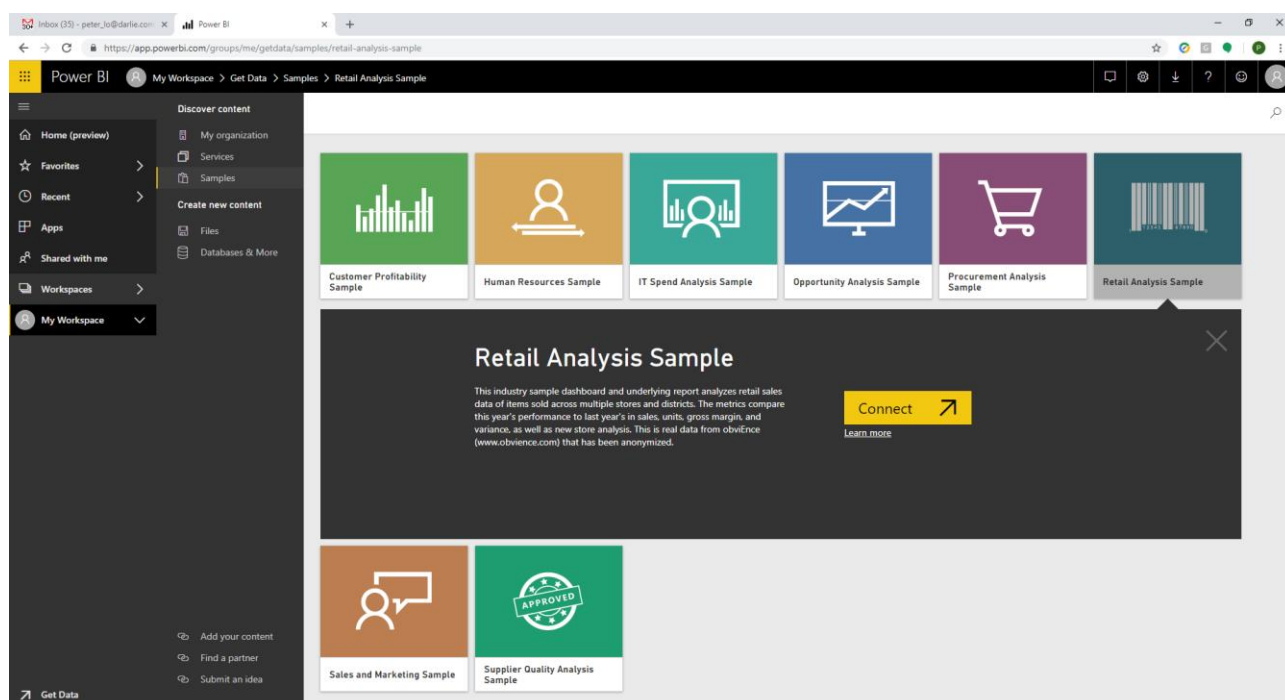 Inbox (35) - peter_lo@darlie.com
Power BI
https://app.powerbi.com/groups/me/getdata/samples/retail-analysis-sample
Power BI
My Workspace > Get Data > Samples > Retail Analysis Sample
Home (preview)
Favorites
Recent
Apps
Shared with me
Workspaces
My Workspace
Get Data
Discover content
My organization
Services
Samples
Create new content
Files
Databases & More
Add your content
Find a partner
Submit an idea
Customer Profitability
Sample
Human Resources Sample
IT Spend Analysis Sample
Opportunity Analysis Sample
Procurement Analysis
Sample
Retail Analysis Sample
Retail Analysis Sample
This industry sample dashboard and underlying report analyzes retail sales
data of items sold across multiple stores and districts. The metrics compare
this year's performance to last year's in sales, units, gross margin, and
variance, as well as new store analysis. This is real data from obviEnce
(www.obvience.com) that has been anonymized.
Connect
Learn more
APPROVED
Sales and Marketing Sample
Supplier Quality Analysis
Sample